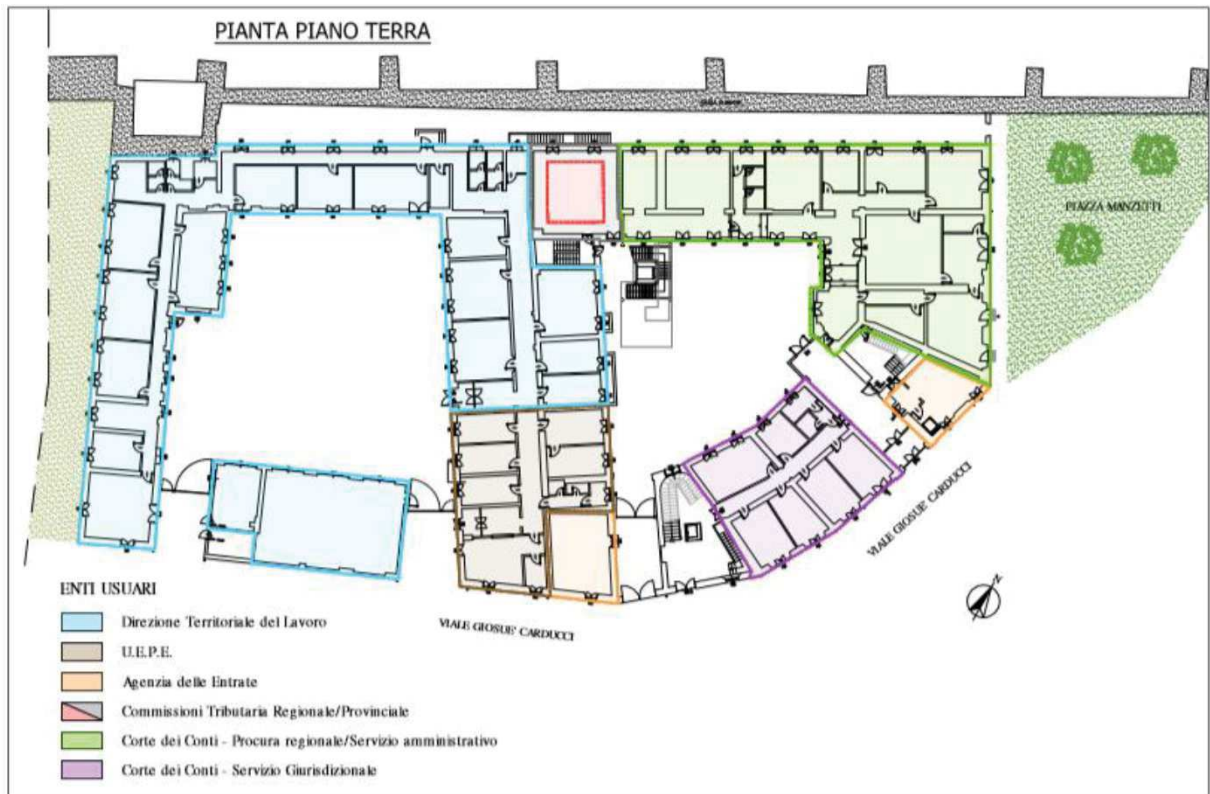 PIANTA PIANO TERRA
PIAZZA MANZETTI
VIALE GIOSUE' CARDUCCI
VIALE GIOSUE' CARDUCCI
N
ENTI USUARI
Direzione Territoriale del Lavoro
U.E.P.E.
Agenzia delle Entrate
Commissioni Tributaria Regionale/Provinciale
Corte dei Conti - Procura regionale/Servizio amministrativo
Corte dei Conti - Servizio Giurisdizionale